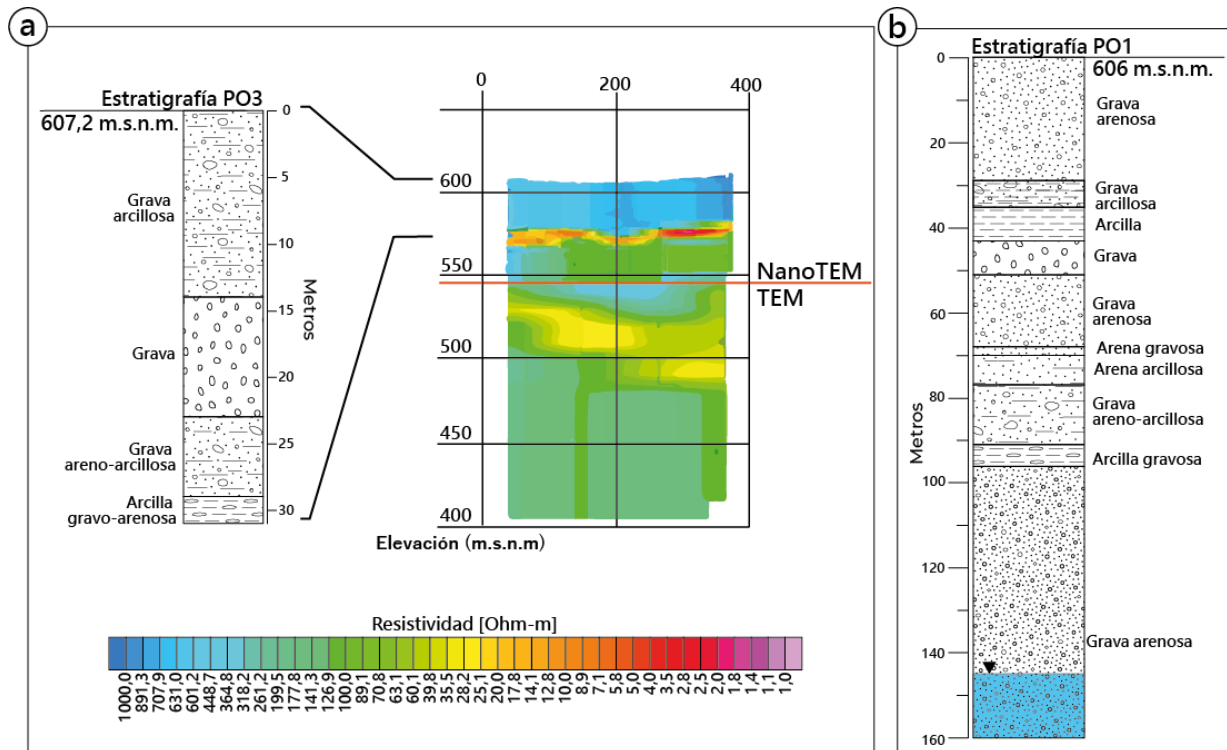 a
Estratigrafía PO3
607,2 m.s.n.m.
0
5
10
15
20
25
30
Metros
Grava
arcillosa
Grava
Grava
areno-arcillosa
Arcilla
gravo-arenosa
0
200
400
600
550
500
450
400
NanoTEM
TEM
Elevación (m.s.n.m)
Resistividad [Ohm-m]
1000,0
891,3
707,9
631,0
601,2
448,7
364,8
318,2
261,2
199,5
177,8
141,3
126,9
100,0
89,1
70,8
63,1
60,1
39,8
35,5
28,2
25,1
20,0
17,8
14,1
12,8
10,0
8,9
7,1
5,8
5,0
4,0
3,5
2,8
2,5
2,0
1,8
1,4
1,1
1,0
b
Estratigrafía PO1
606 m.s.n.m.
0
20
40
60
80
100
120
140
160
Metros
Grava
arenosa
Grava
arcillosa
Arcilla
Grava
Grava
arenosa
Arena gravosa
Arena arcillosa
Grava
areno-arcillosa
Arcilla gravosa
Grava arenosa